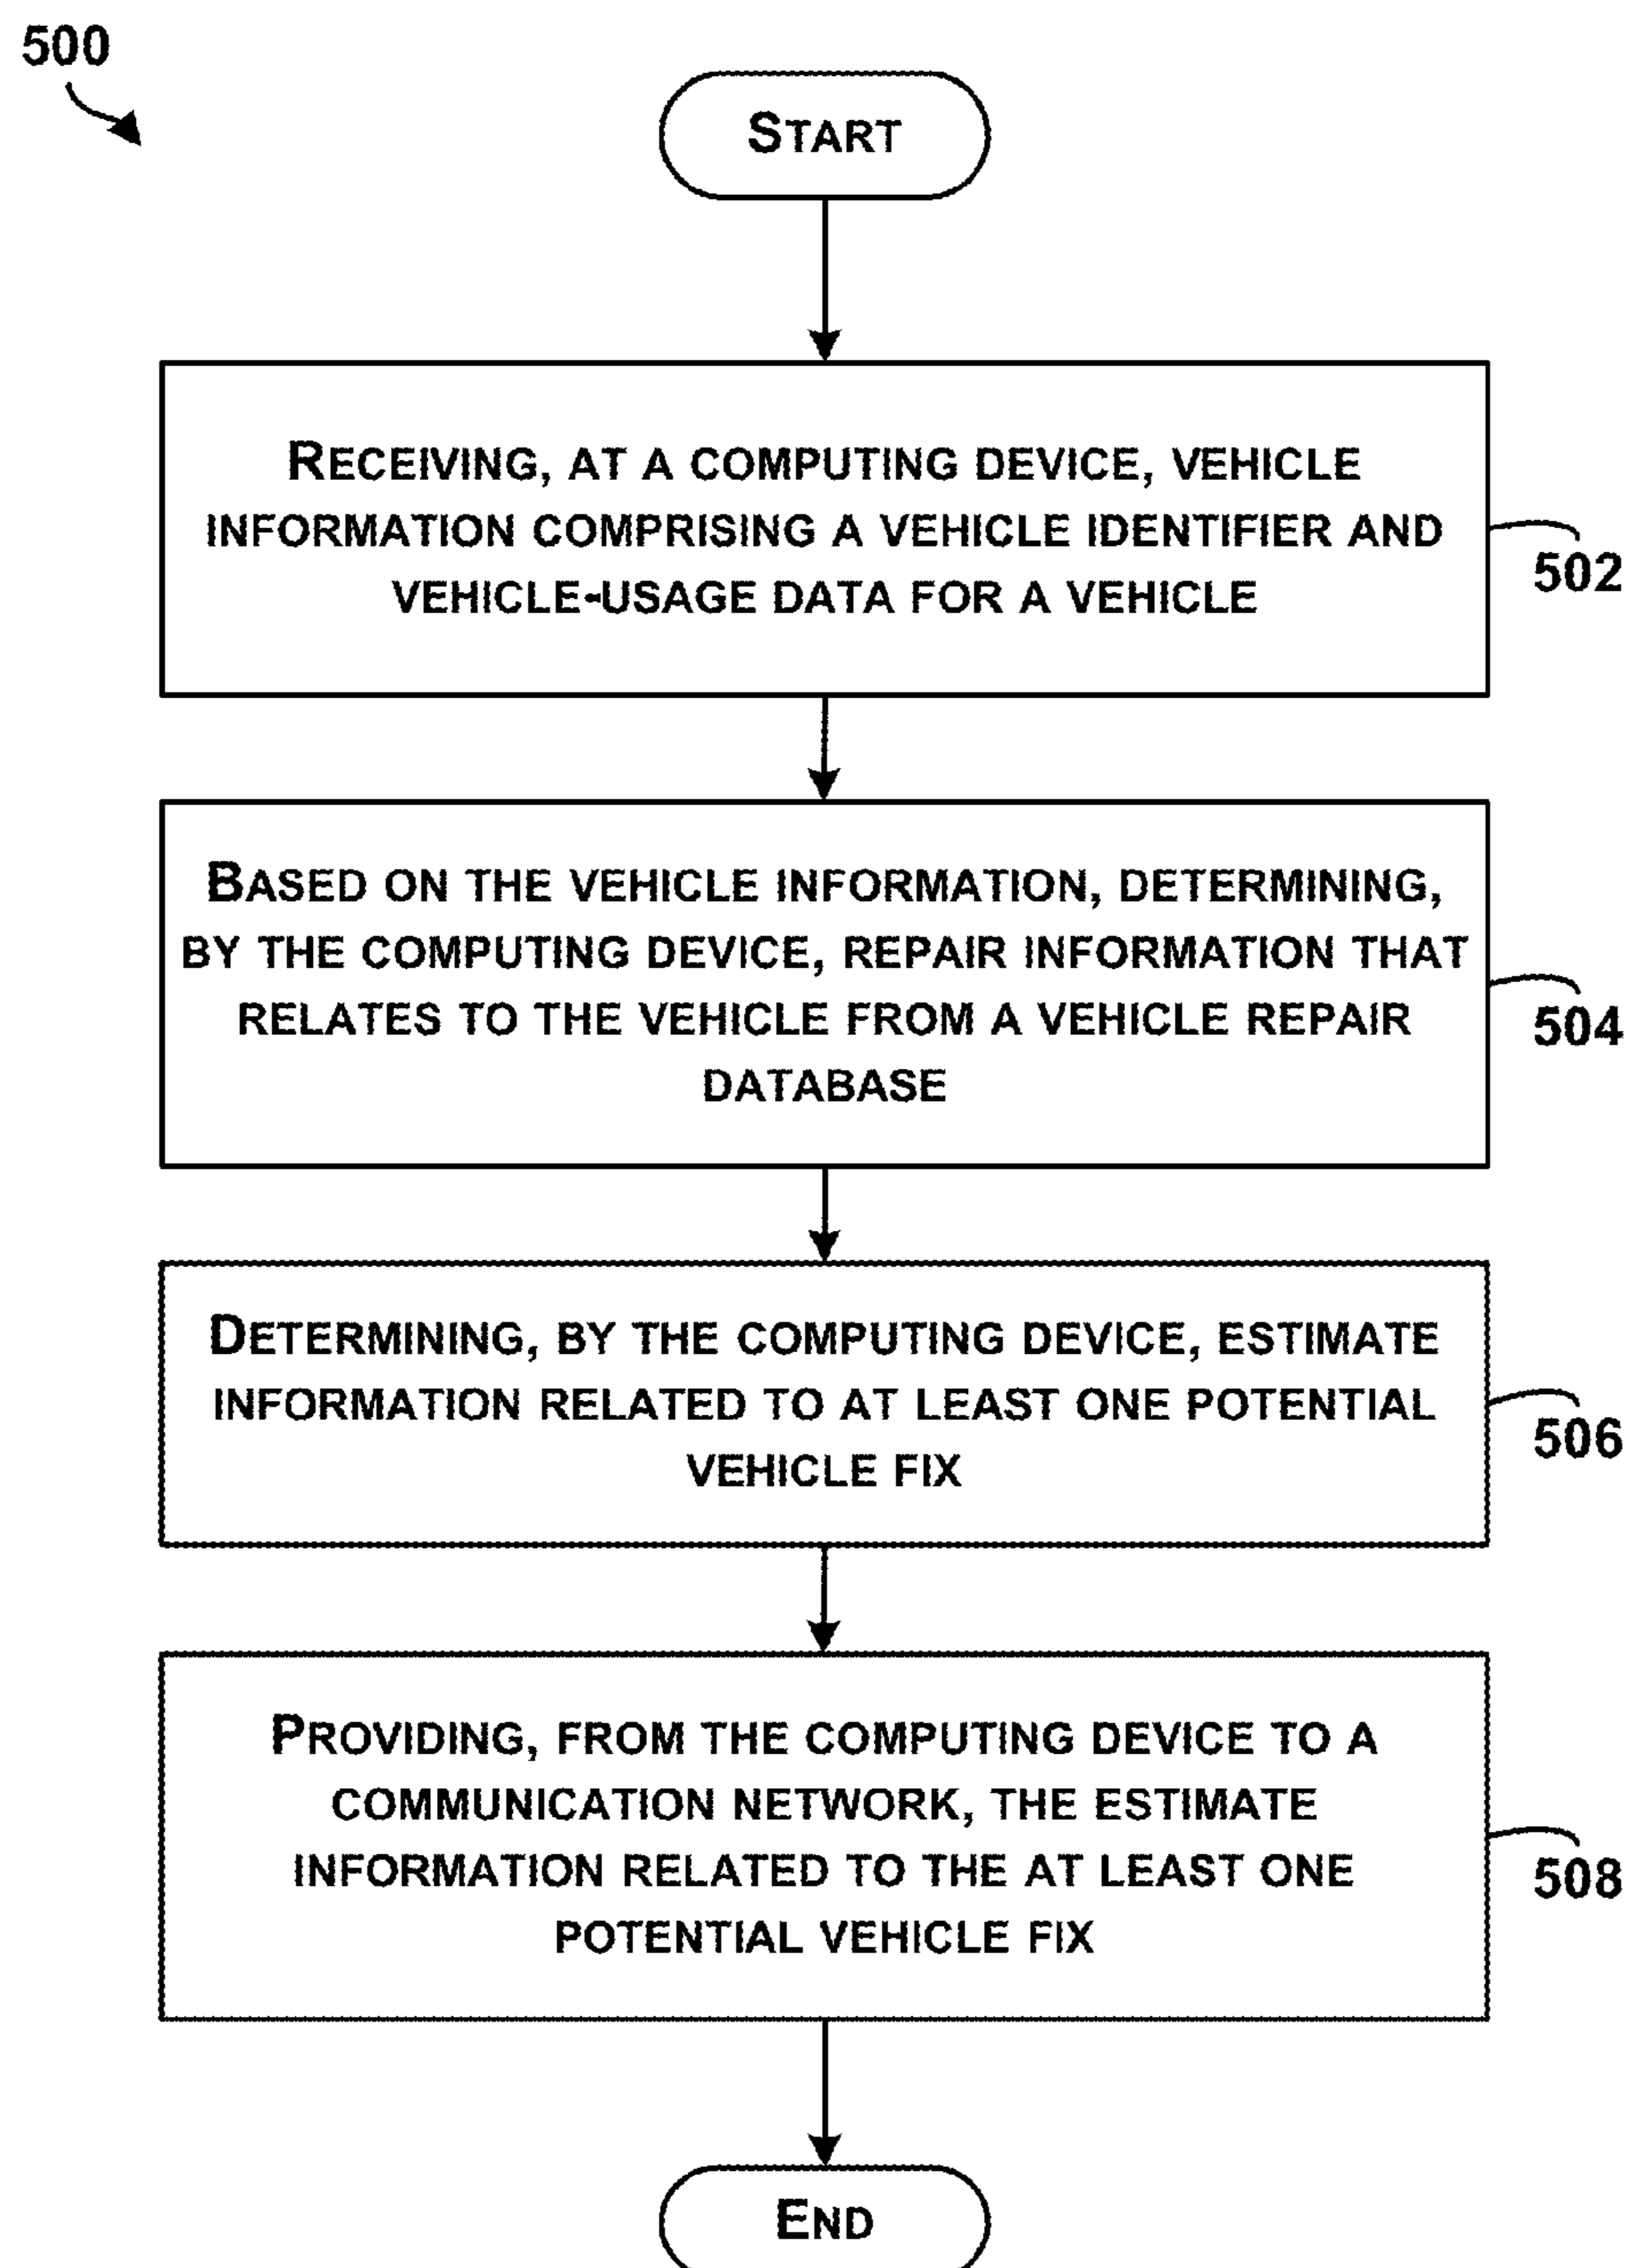 500
START
RECEIVING, AT A COMPUTING DEVICE, VEHICLE
INFORMATION COMPRISING A VEHICLE IDENTIFIER AND
VEHICLE-USAGE DATA FOR A VEHICLE
502
BASED ON THE VEHICLE INFORMATION, DETERMINING,
BY THE COMPUTING DEVICE, REPAIR INFORMATION THAT
RELATES TO THE VEHICLE FROM A VEHICLE REPAIR
DATABASE
504
DETERMINING, BY THE COMPUTING DEVICE, ESTIMATE
INFORMATION RELATED TO AT LEAST ONE POTENTIAL
VEHICLE FIX
506
PROVIDING, FROM THE COMPUTING DEVICE TO A
COMMUNICATION NETWORK, THE ESTIMATE
INFORMATION RELATED TO THE AT LEAST ONE
POTENTIAL VEHICLE FIX
508
END